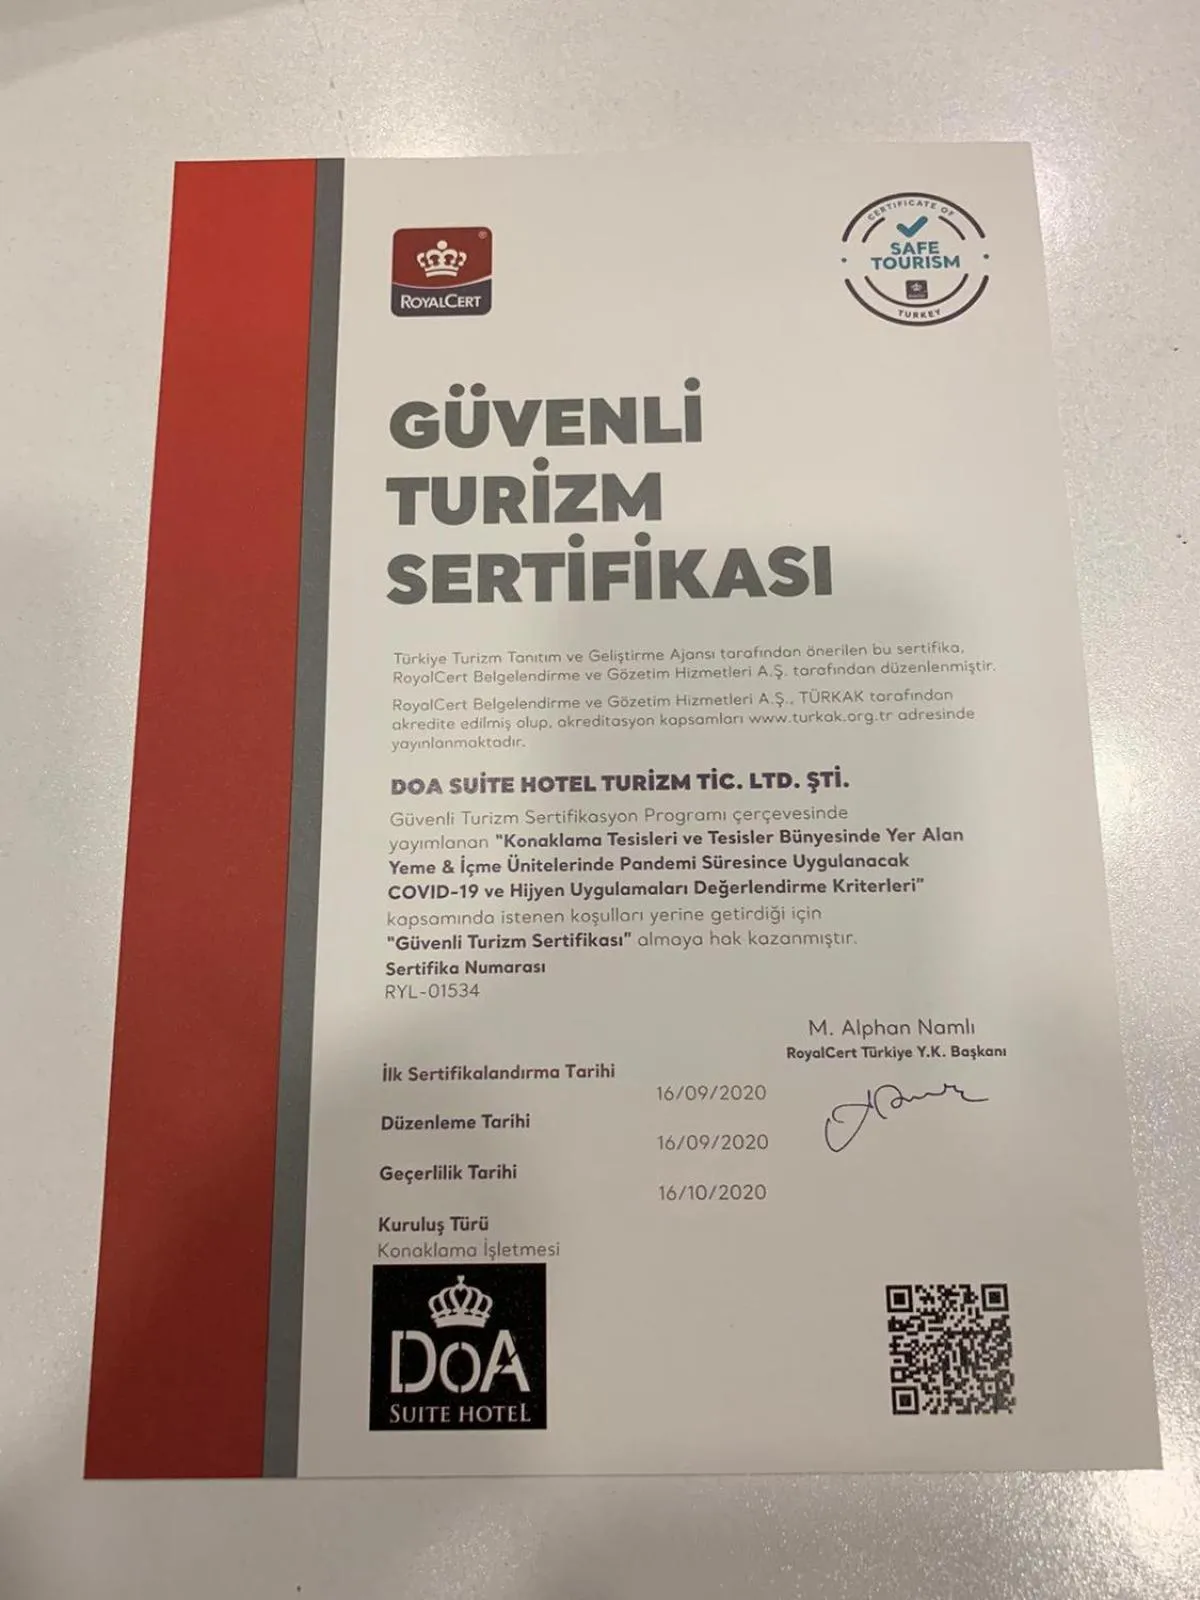 ROYALCERT
®
CERTIFICATE OF
SAFE
TOURISM
TURKEY
GÜVENLİ
TURİZM
SERTİFİKASI
Türkiye Turizm Tanıtım ve Geliştirme Ajansı tarafından önerilen bu sertifika,
RoyalCert Belgelendirme ve Gözetim Hizmetleri A.Ş. tarafından düzenlenmiştir.
RoyalCert Belgelendirme ve Gözetim Hizmetleri A.Ş., TÜRKAK tarafından
akredite edilmiş olup, akreditasyon kapsamları www.turkak.org.tr adresinde
yayınlanmaktadır.
DOA SUİTE HOTEL TURİZM TİC. LTD. ŞTİ.
Güvenli Turizm Sertifikasyon Programı çerçevesinde
yayımlanan "Konaklama Tesisleri ve Tesisler Bünyesinde Yer Alan
Yeme & İçme Ünitelerinde Pandemi Süresince Uygulanacak
COVID-19 ve Hijyen Uygulamaları Değerlendirme Kriterleri"
kapsamında istenen koşulları yerine getirdiği için
"Güvenli Turizm Sertifikası" almaya hak kazanmıştır.
Sertifika Numarası
RYL-01534
M. Alphan Namlı
RoyalCert Türkiye Y.K. Başkanı
İlk Sertifikalandırma Tarihi
16/09/2020
Düzenleme Tarihi
16/09/2020
Geçerlilik Tarihi
16/10/2020
Kuruluş Türü
Konaklama İşletmesi
DOA
SUITE HOTEL